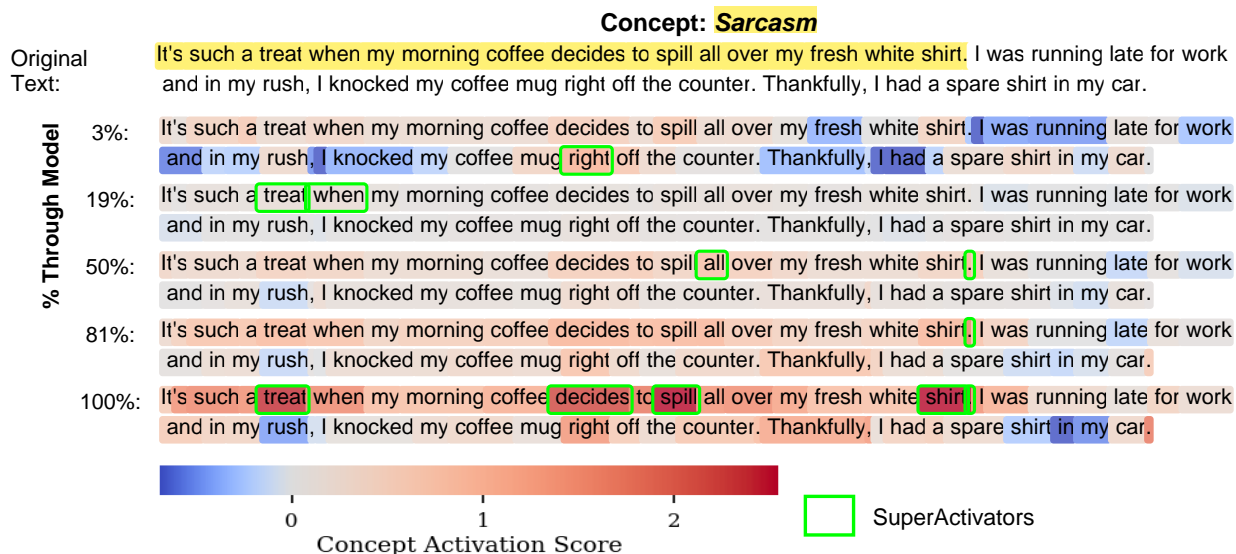 Concept: Sarcasm
Original Text:
It's such a treat when my morning coffee decides to spill all over my fresh white shirt. I was running late for work
and in my rush, I knocked my coffee mug right off the counter. Thankfully, I had a spare shirt in my car.
% Through Model
3%: It's such a treat when my morning coffee decides to spill all over my fresh white shirt. I was running late for work
and in my rush, I knocked my coffee mug right off the counter. Thankfully, I had a spare shirt in my car.
19%: It's such a treat when my morning coffee decides to spill all over my fresh white shirt. I was running late for work
and in my rush, I knocked my coffee mug right off the counter. Thankfully, I had a spare shirt in my car.
50%: It's such a treat when my morning coffee decides to spill all over my fresh white shirt. I was running late for work
and in my rush, I knocked my coffee mug right off the counter. Thankfully, I had a spare shirt in my car.
81%: It's such a treat when my morning coffee decides to spill all over my fresh white shirt. I was running late for work
and in my rush, I knocked my coffee mug right off the counter. Thankfully, I had a spare shirt in my car.
100%: It's such a treat when my morning coffee decides to spill all over my fresh white shirt. I was running late for work
and in my rush, I knocked my coffee mug right off the counter. Thankfully, I had a spare shirt in my car.
0 1 2
Concept Activation Score
SuperActivators